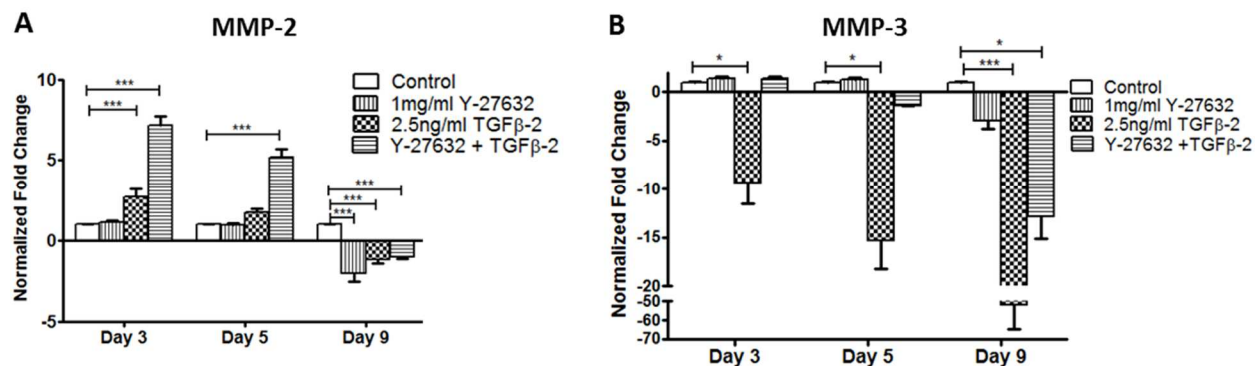 A
MMP-2
Normalized Fold Change
10
5
0
-5
***
***
***
***
***
***
Control
1mg/ml Y-27632
2.5ng/ml TGFβ-2
Y-27632 + TGFβ-2
Day 3
Day 5
Day 9
B
MMP-3
Normalized Fold Change
0
-5
-10
-15
-20
-50
-60
-70
*
*
*
***
Control
1mg/ml Y-27632
2.5ng/ml TGFβ-2
Y-27632 +TGFβ-2
Day 3
Day 5
Day 9